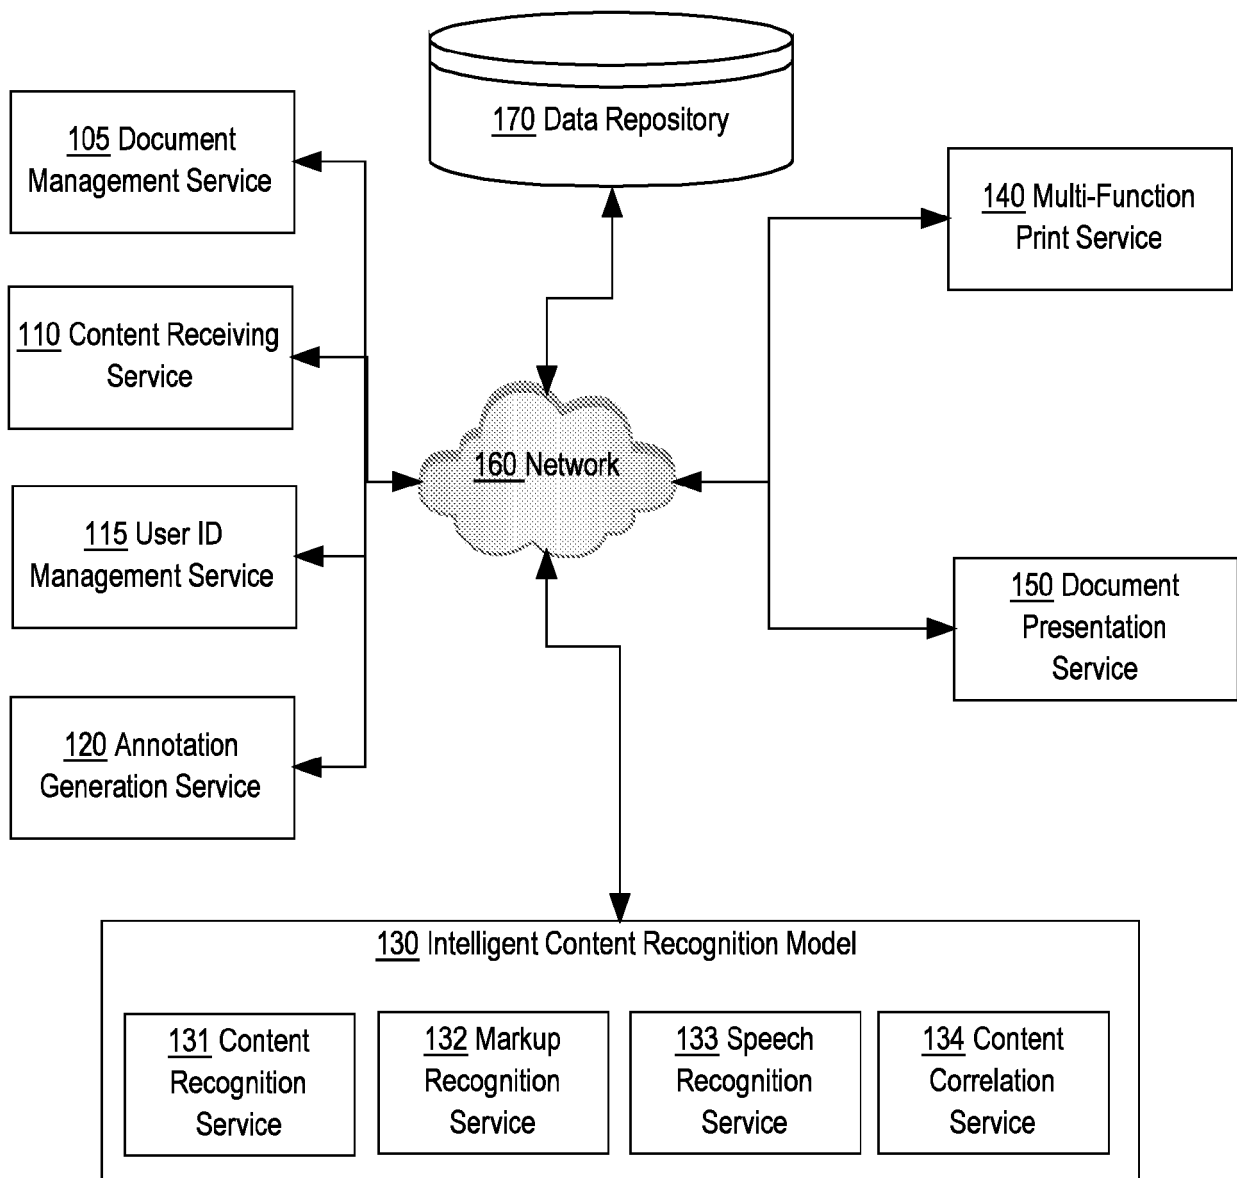 170 Data Repository
105 Document
Management Service
140 Multi-Function
Print Service
110 Content Receiving
Service
160 Network
115 User ID
Management Service
150 Document
Presentation
Service
120 Annotation
Generation Service
130 Intelligent Content Recognition Model
131 Content
Recognition
Service
132 Markup
Recognition
Service
133 Speech
Recognition
Service
134 Content
Correlation
Service